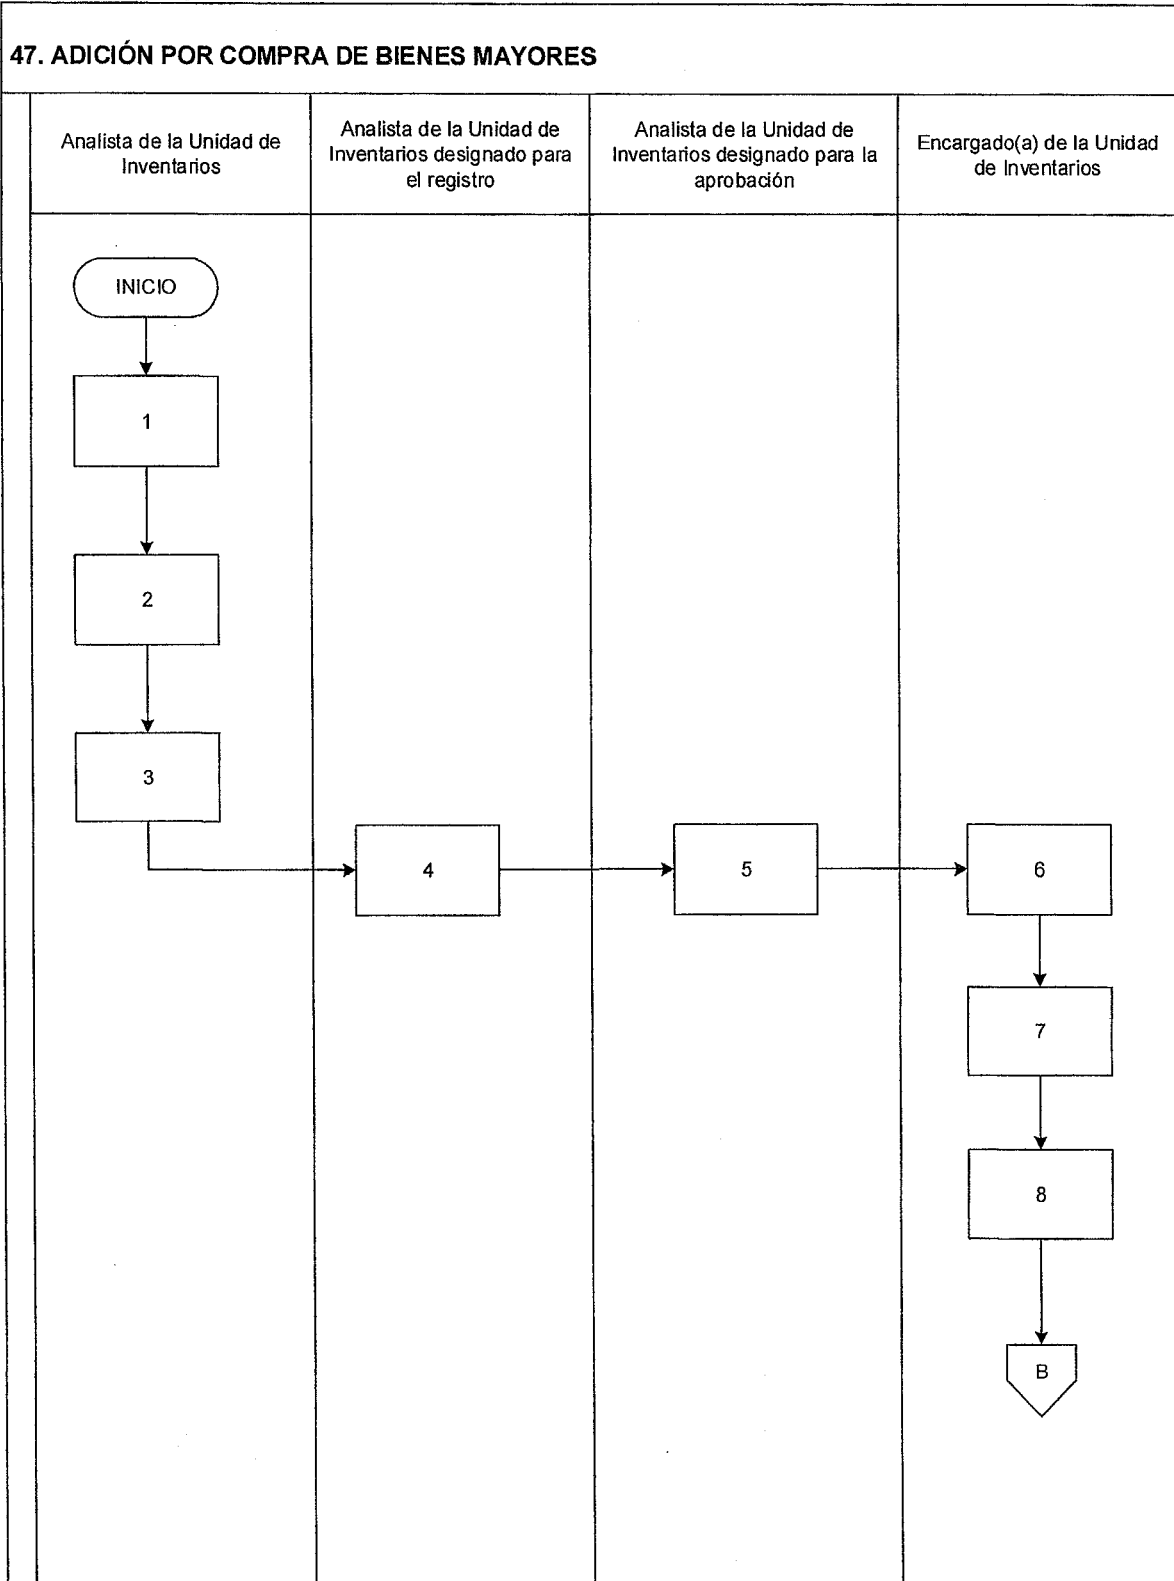 47. ADICIÓN POR COMPRA DE BIENES MAYORES
Analista de la Unidad de
Inventarios
Analista de la Unidad de
Inventarios designado para
el registro
Analista de la Unidad de
Inventarios designado para la
aprobación
Encargado(a) de la Unidad
de Inventarios
INICIO
1
2
3
4
5
6
7
8
B